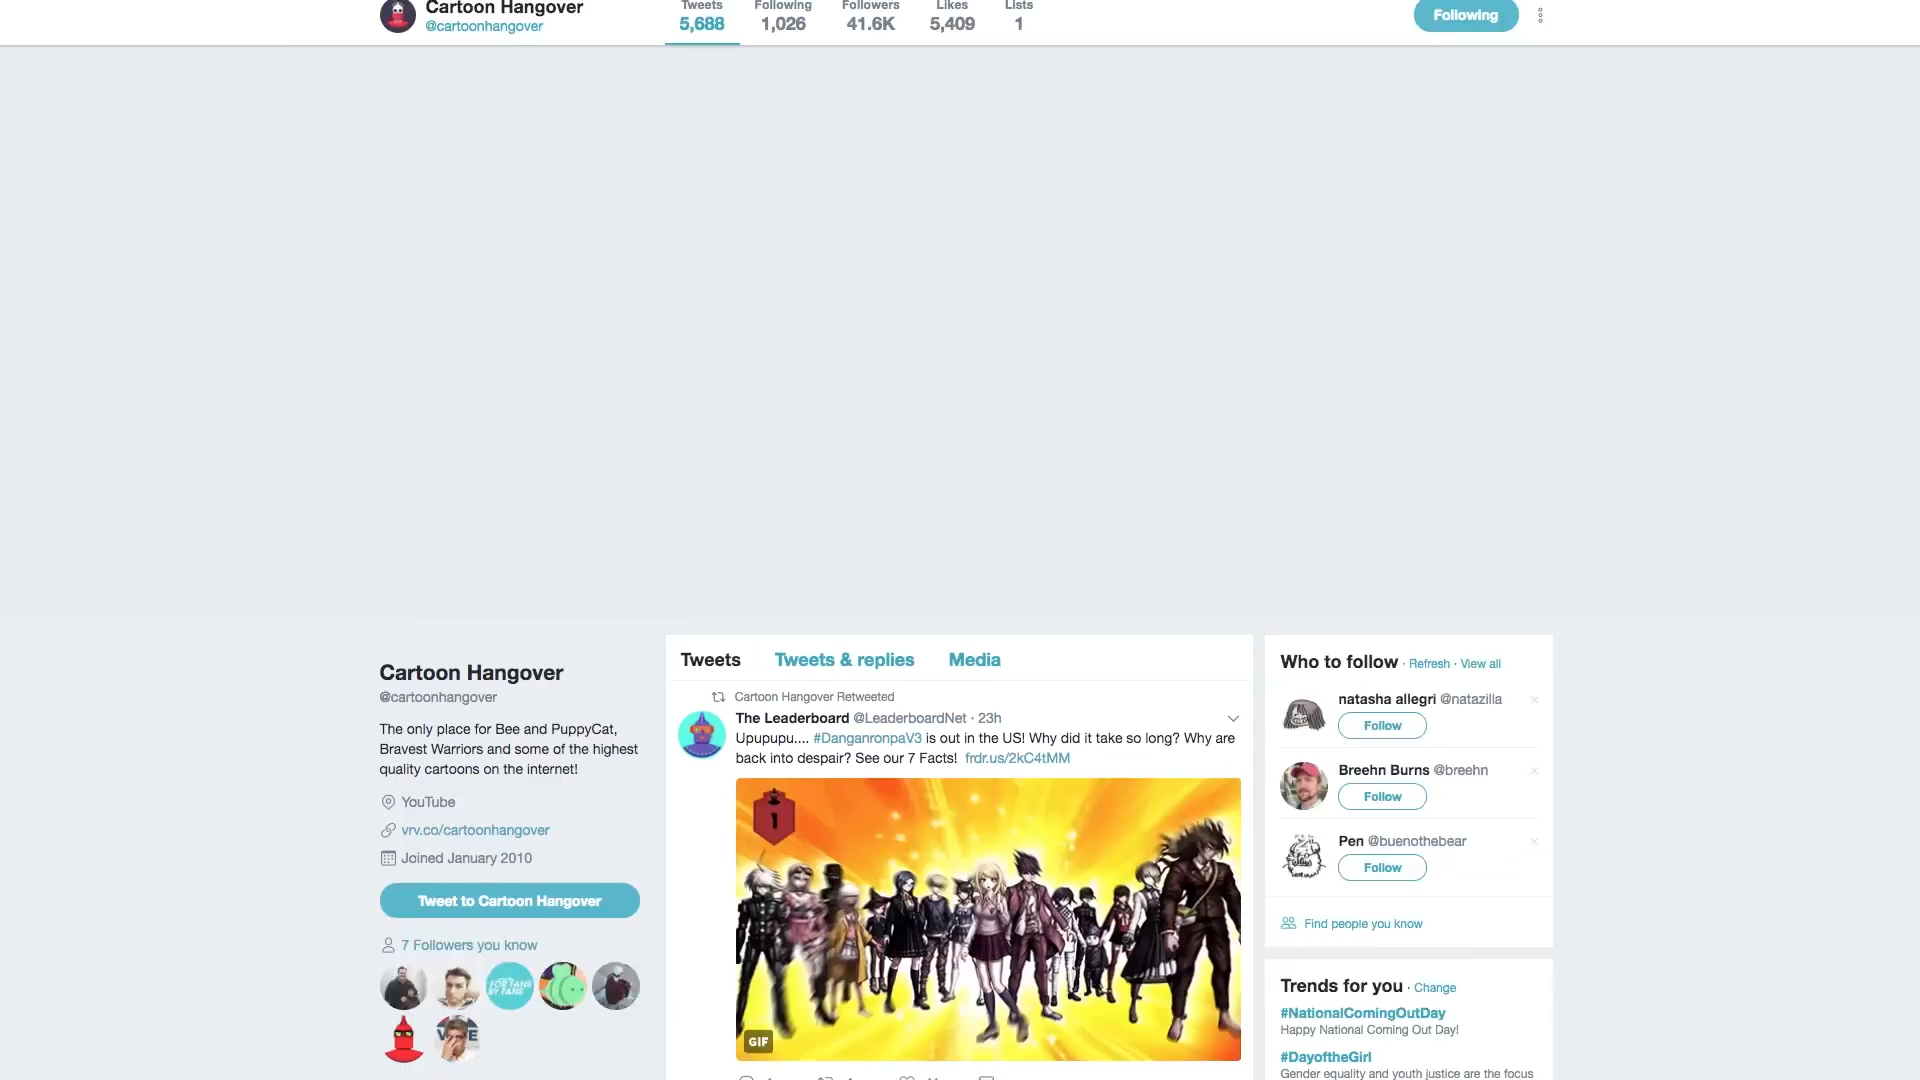 Cartoon Hangover
@cartoonhangover
Tweets
5,688
Following
1,026
Followers
41.6K
Likes
5,409
Lists
1
Following
Cartoon Hangover
@cartoonhangover
The only place for Bee and PuppyCat,
Bravest Warriors and some of the highest
quality cartoons on the internet!
YouTube
vrv.co/cartoonhangover
Joined January 2010
Tweet to Cartoon Hangover
7 Followers you know
FOR FANS
BY FANS
Tweets Tweets & replies Media
Cartoon Hangover Retweeted
The Leaderboard @LeaderboardNet · 23h
Upupupu.... #DanganronpaV3 is out in the US! Why did it take so long? Why are
back into despair? See our 7 Facts! frdr.us/2kC4tMM
1
GIF
Who to follow · Refresh · View all
natasha allegri @natazilla
Follow
Breehn Burns @breehn
Follow
Pen @buenothebear
Follow
Find people you know
Trends for you · Change
#NationalComingOutDay
Happy National Coming Out Day!
#DayoftheGirl
Gender equality and youth justice are the focus